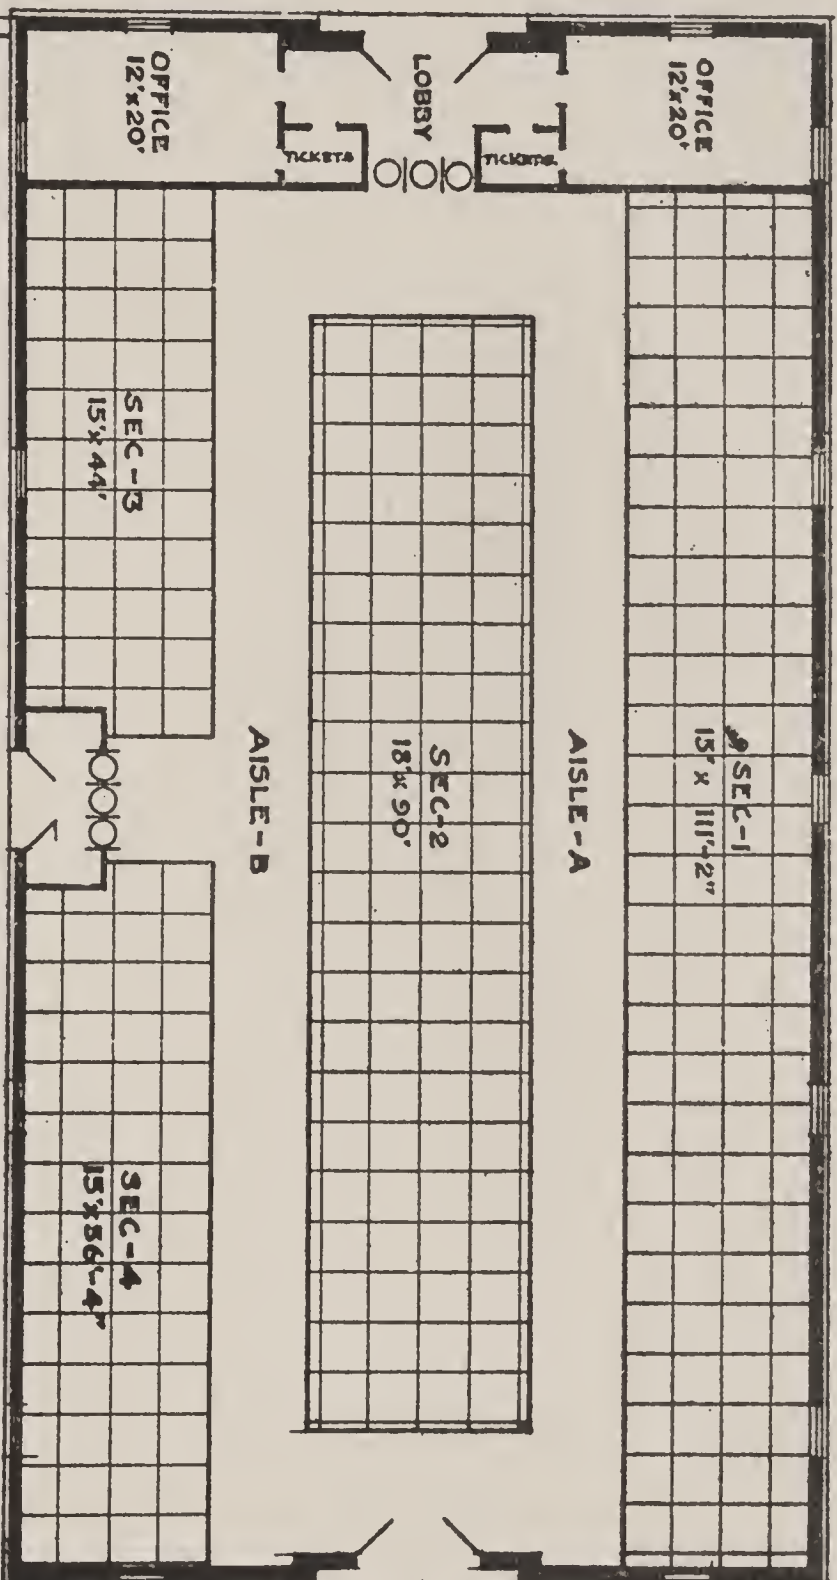 OFFICE
12'x20'
LOBBY
OFFICE
12'x20'
TICKETS
TICKETS
SEC-3
15'x44'
AISLE-B
SEC-2
18'x90'
AISLE-A
SEC-1
15'x 111'-2"
SEC-4
15'x56'-4"